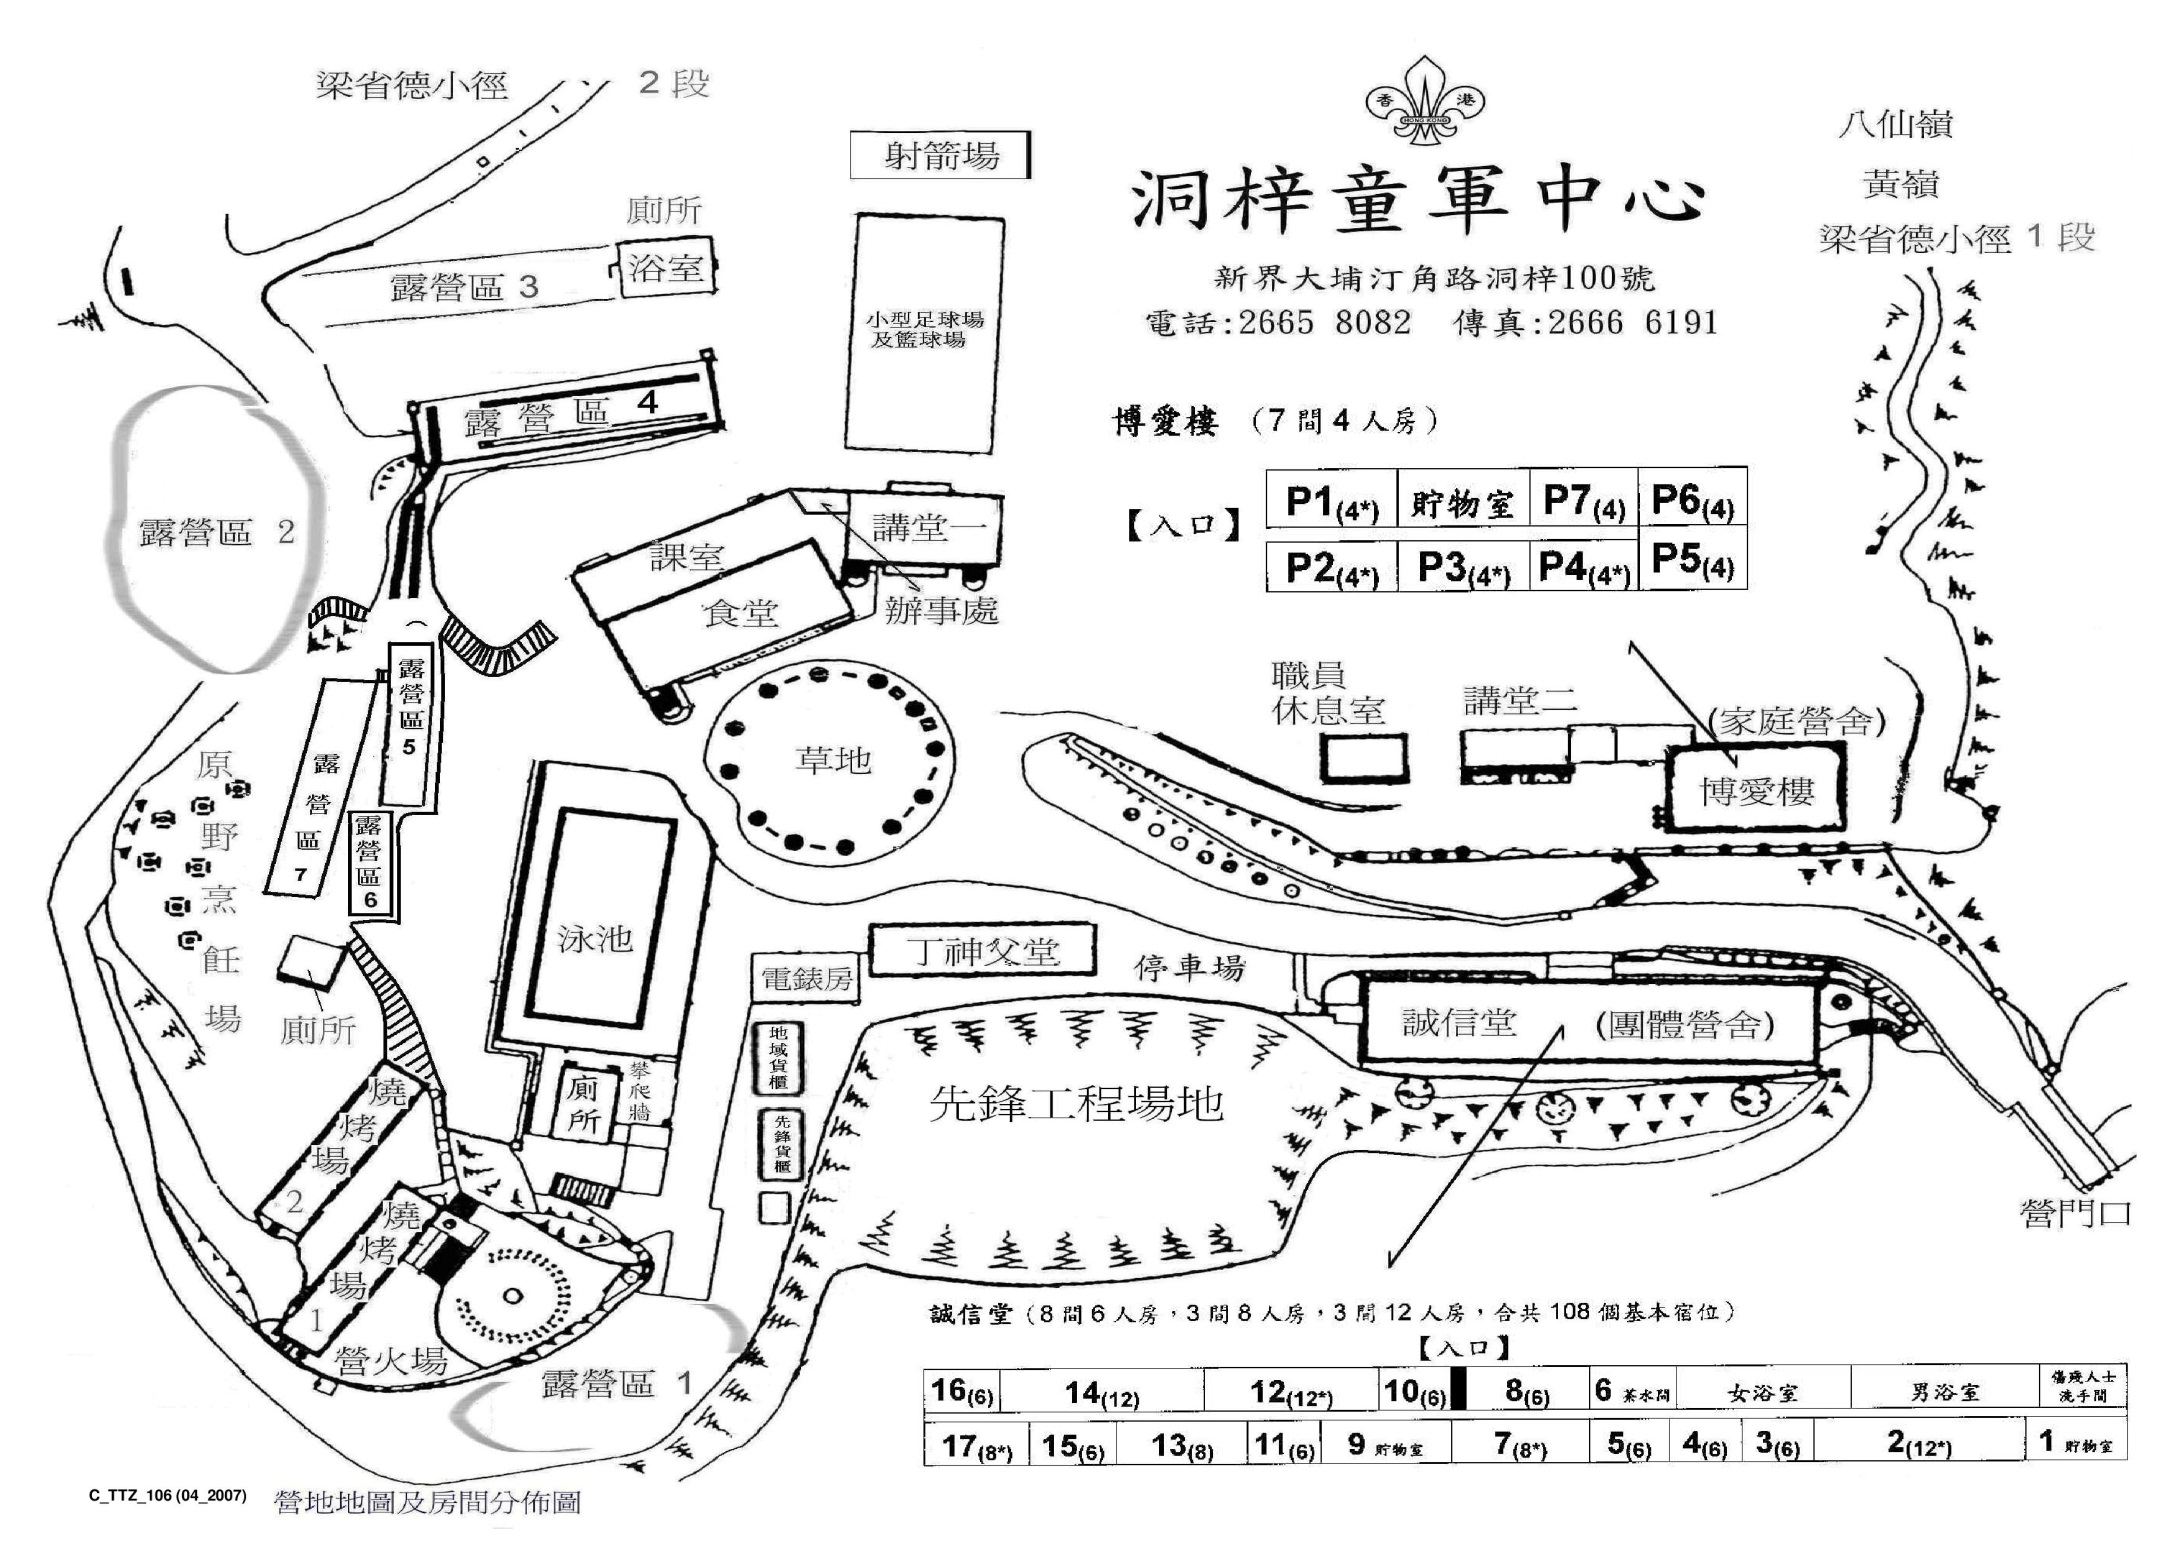 梁省德小徑 2 段
香 港
HONG KONG
洞梓童軍中心
新界大埔汀角路洞梓100號
電話:2665 8082 傳真:2666 6191
八仙嶺
黃嶺
梁省德小徑 1 段
射箭場
廁所
浴室
露營區 3
小型足球場
及籃球場
露營區 4
博愛樓 (7 間 4 人房)
【入口】
P1(4*) 貯物室 P7(4) P6(4)
P2(4*) P3(4*) P4(4*) P5(4)
露營區 2
講堂一
課室
食堂
辦事處
露營區 5
露營區 6
露營區 7
草地
職員
休息室
講堂二
(家庭營舍)
博愛樓
原野烹飪場
廁所
泳池
丁神父堂
電錶房
停車場
誠信堂 (團體營舍)
地域貨櫃
先鋒貨櫃
先鋒工程場地
廁所
攀爬牆
燒烤場 2
燒烤場 1
營火場
露營區 1
營門口
誠信堂 (8 間 6 人房,3 間 8 人房,3 間 12 人房,合共 108 個基本宿位)
【入口】
16(6) 14(12) 12(12*) 10(6) 8(6) 6 茶水間 女浴室 男浴室 傷殘人士洗手間
17(8*) 15(6) 13(8) 11(6) 9 貯物室 7(8*) 5(6) 4(6) 3(6) 2(12*) 1 貯物室
C_TTZ_106 (04_2007) 營地地圖及房間分佈圖